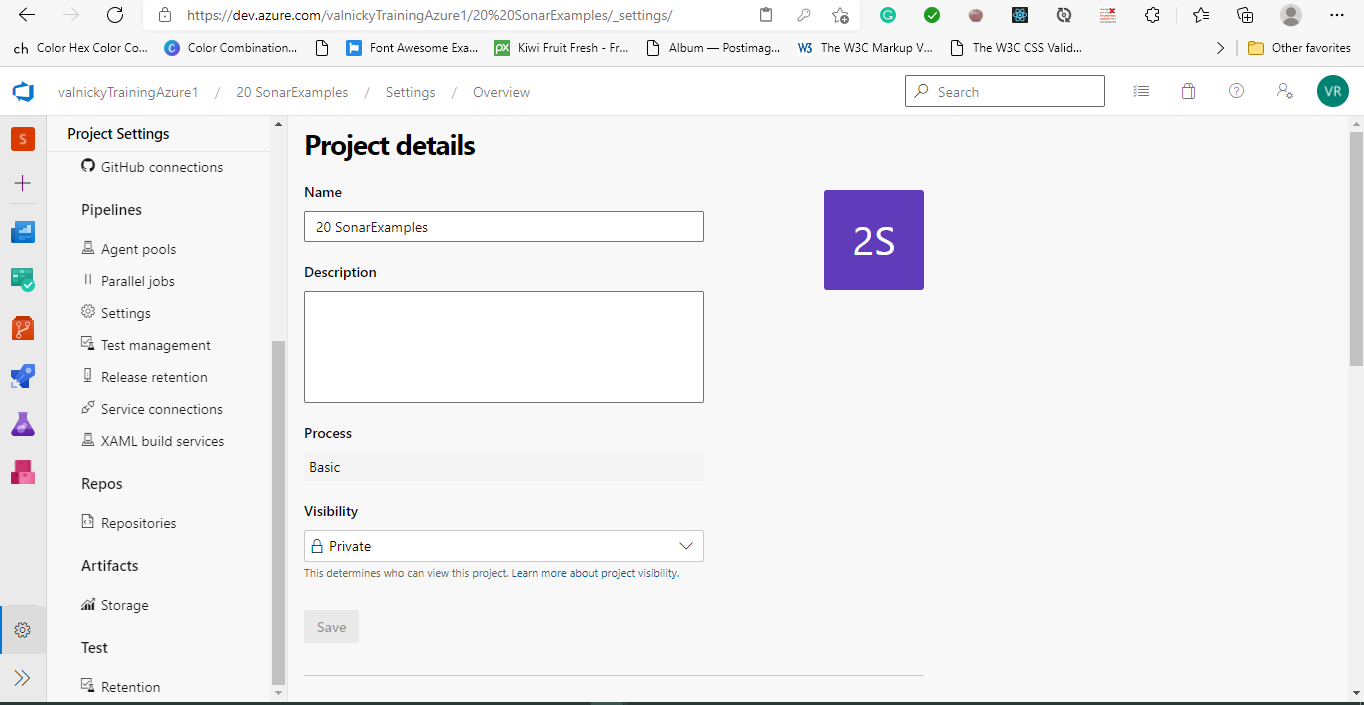 https://dev.azure.com/valnickyTrainingAzure1/20%20SonarExamples/_settings/
ch Color Hex Color Co...
C Color Combination...
Font Awesome Exa...
px Kiwi Fruit Fresh - Fr...
Album — Postimag...
W3 The W3C Markup V...
The W3C CSS Valid...
Other favorites
valnickyTrainingAzure1 / 20 SonarExamples / Settings / Overview
Search
VR
S
Project Settings
GitHub connections
Pipelines
Agent pools
Parallel jobs
Settings
Test management
Release retention
Service connections
XAML build services
Repos
Repositories
Artifacts
Storage
Test
Retention
Project details
Name
20 SonarExamples
2S
Description
Process
Basic
Visibility
Private
This determines who can view this project. Learn more about project visibility.
Save